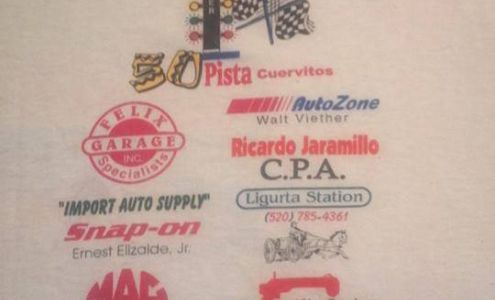 50 Pista Cuervitos
FELIX
GARAGE
INC.
Specialists
AutoZone
Walt Viether
Ricardo Jaramillo
C.P.A.
"IMPORT AUTO SUPPLY"
Ligurta Station
(520) 785-4361
Snap-on
Ernest Elizalde, Jr.
MAC